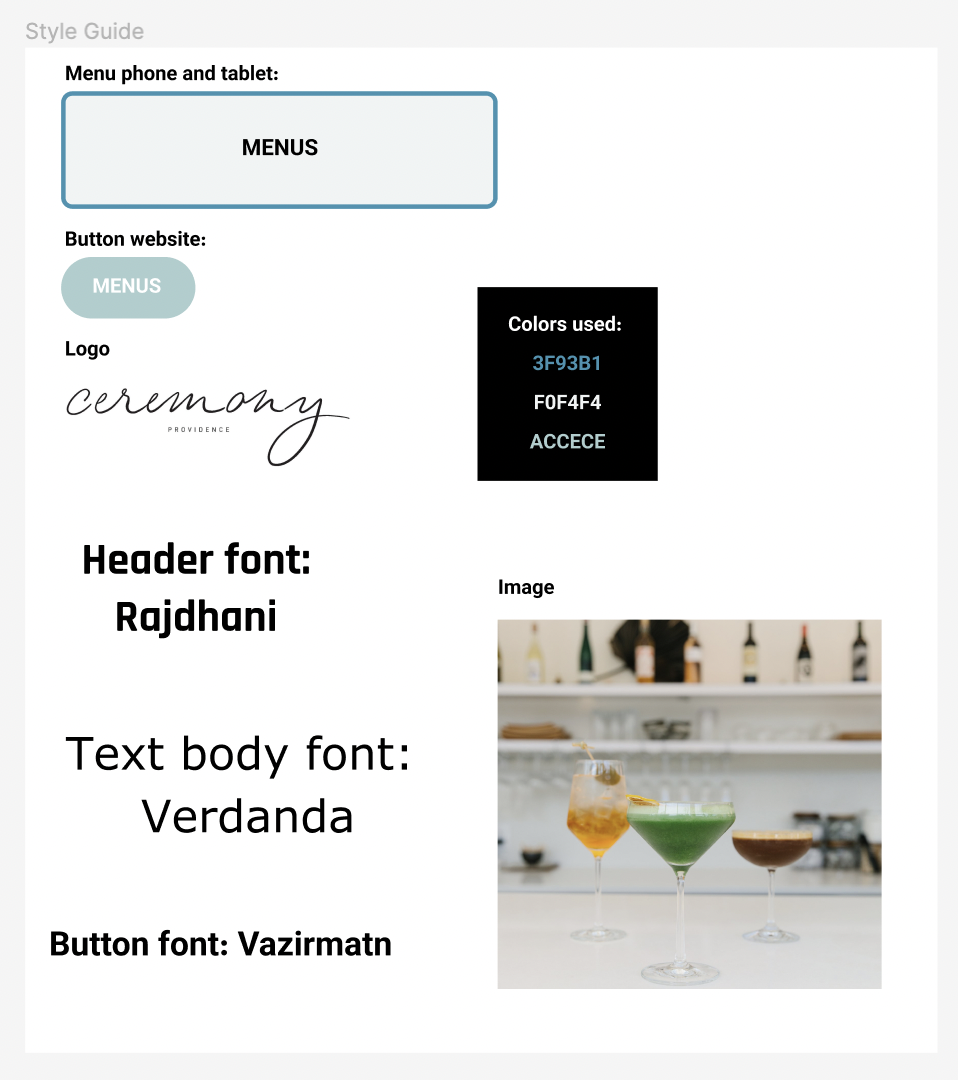 Style Guide
Menu phone and tablet:
MENUS
Button website:
MENUS
Logo
ceremony
PROVIDENCE
Colors used:
3F93B1
F0F4F4
ACCECE
Header font:
Rajdhani
Text body font:
Verdanda
Button font: Vazirmatn
Image